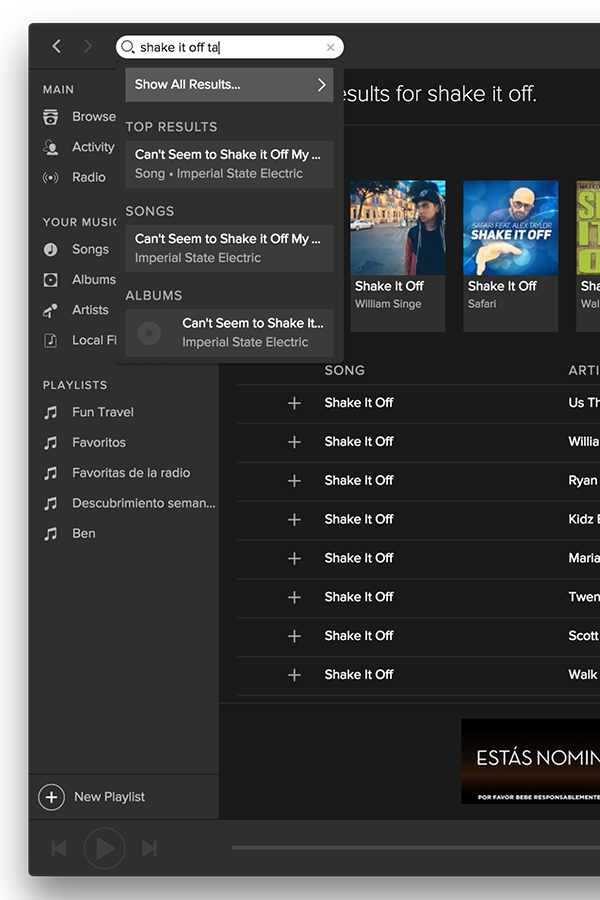 shake it off ta
Show All Results...
TOP RESULTS
Can't Seem to Shake it Off My ...
Song • Imperial State Electric
SONGS
Can't Seem to Shake it Off My ...
Imperial State Electric
ALBUMS
Can't Seem to Shake It...
Imperial State Electric
MAIN
Browse
Activity
Radio
YOUR MUSIC
Songs
Albums
Artists
Local Fi
PLAYLISTS
Fun Travel
Favoritos
Favoritas de la radio
Descubrimiento seman...
Ben
New Playlist
esults for shake it off.
Shake It Off
William Singe
SAFARI FEAT. ALEX TAYLOR
SHAKE IT OFF
Shake It Off
Safari
Sha
Wal
SONG ARTI
Shake It Off Us Th
Shake It Off Willia
Shake It Off Ryan
Shake It Off Kidz
Shake It Off Maria
Shake It Off Twen
Shake It Off Scott
Shake It Off Walk
ESTÁS NOMIN
POR FAVOR BEBE RESPONSABLEMENTE